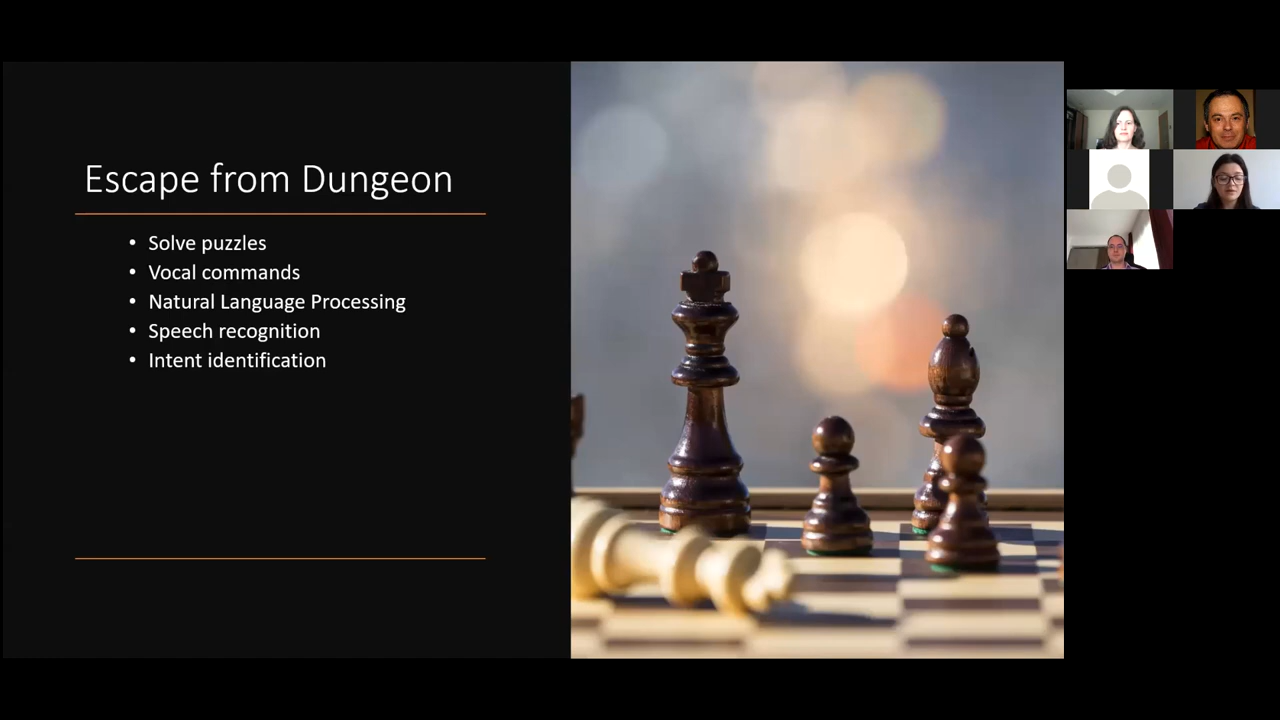 Escape from Dungeon
• Solve puzzles
• Vocal commands
• Natural Language Processing
• Speech recognition
• Intent identification